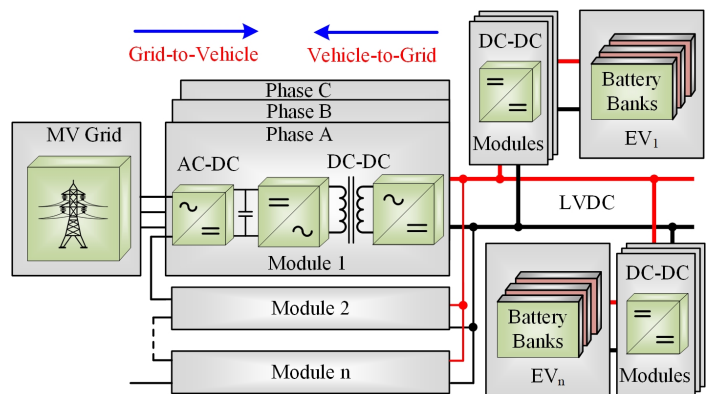 Grid-to-Vehicle
Vehicle-to-Grid
MV Grid
Phase C
Phase B
Phase A
AC-DC
DC-DC
Module 1
Module 2
Module n
DC-DC
Modules
Battery
Banks
EV₁
LVDC
Battery
Banks
EVₙ
DC-DC
Modules